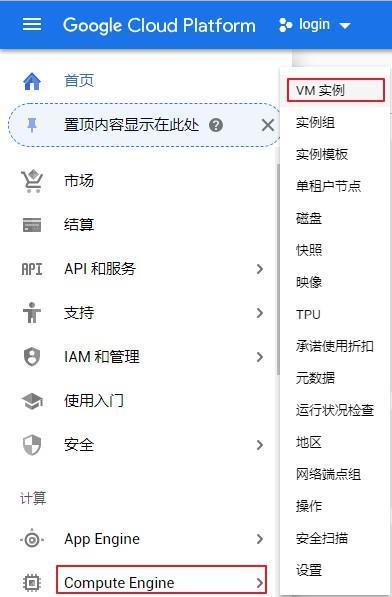 Google Cloud Platform
login
首页
置顶内容显示在此处
市场
结算
API API 和服务
支持
IAM 和管理
使用入门
安全
计算
App Engine
Compute Engine
VM 实例
实例组
实例模板
单租户节点
磁盘
快照
映像
TPU
承诺使用折扣
元数据
运行状况检查
地区
网络端点组
操作
安全扫描
设置